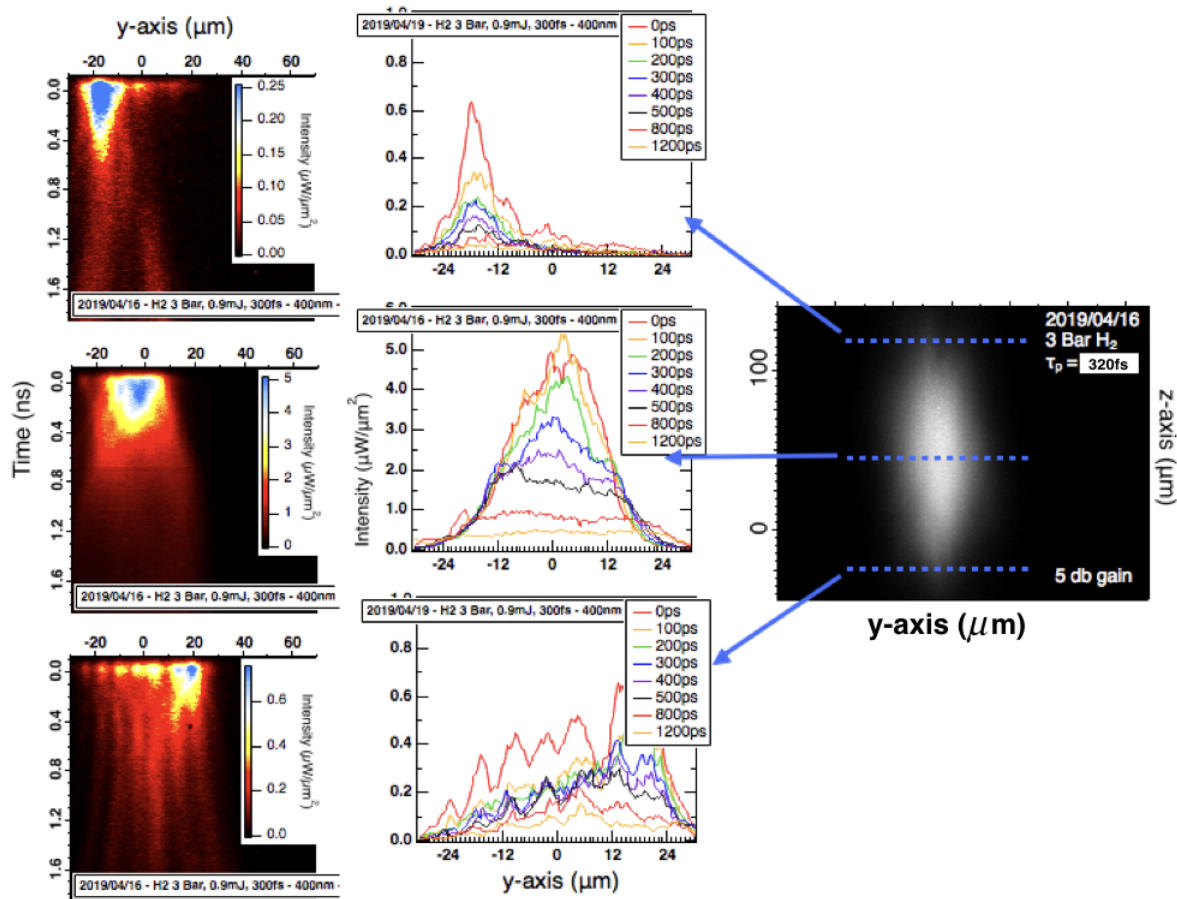 y-axis (μm)
-20 0 20 40 60
0.0
0.4
0.8
1.2
1.6
0.25
0.20
0.15
0.10
0.05
0.00
Intensity (μW/μm²)
2019/04/16 - H2 3 Bar, 0.9mJ, 300fs - 400nm -
2019/04/19 - H2 3 Bar, 0.9mJ, 300fs - 400nm
0ps
100ps
200ps
300ps
400ps
500ps
800ps
1200ps
0.8
0.6
0.4
0.2
0.0
-24 -12 0 12 24
-20 0 20 40 60
Time (ns)
0.0
0.4
0.8
1.2
1.6
5
4
3
2
1
0
Intensity (μW/μm²)
2019/04/16 - H2 3 Bar, 0.9mJ, 300fs - 400nm -
2019/04/16 - H2 3 Bar, 0.9mJ, 300fs - 400nm
0ps
100ps
200ps
300ps
400ps
500ps
800ps
1200ps
Intensity (μW/μm²)
5.0
4.0
3.0
2.0
1.0
0.0
-24 -12 0 12 24
-20 0 20 40 60
0.0
0.4
0.8
1.2
1.6
0.6
0.4
0.2
0.0
Intensity (μW/μm²)
2019/04/16 - H2 3 Bar, 0.9mJ, 300fs - 400nm -
2019/04/19 - H2 3 Bar, 0.9mJ, 300fs - 400nm
0ps
100ps
200ps
300ps
400ps
500ps
800ps
1200ps
0.8
0.6
0.4
0.2
0.0
-24 -12 0 12 24
y-axis (μm)
2019/04/16
3 Bar H₂
τp = 320fs
100
0
z-axis (μm)
5 db gain
y-axis (μm)